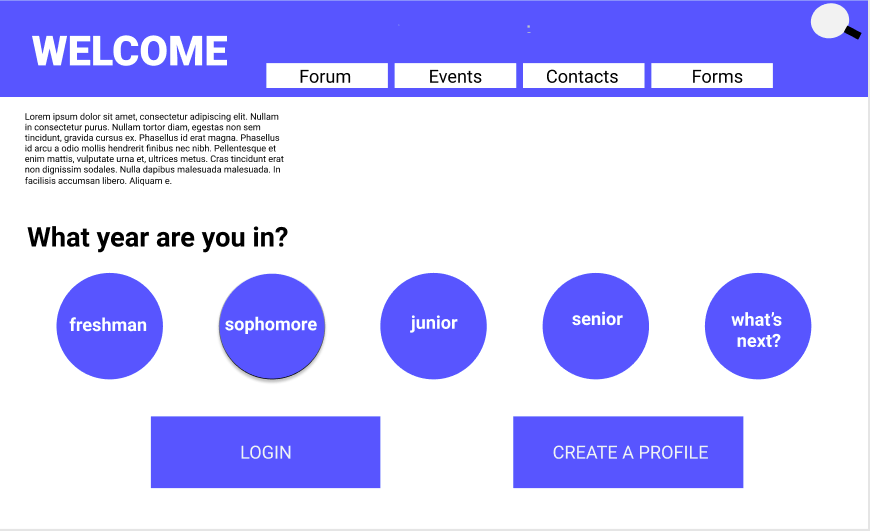 WELCOME
Forum
Events
Contacts
Forms
Lorem ipsum dolor sit amet, consectetur adipiscing elit. Nullam
in consectetur purus. Nullam tortor diam, egestas non sem
tincidunt, gravida cursus ex. Phasellus id erat magna. Phasellus
id arcu a odio mollis hendrerit finibus nec nibh. Pellentesque et
enim mattis, vulputate urna et, ultrices metus. Cras tincidunt erat
non dignissim sodales. Nulla dapibus malesuada malesuada. In
facilisis accumsan libero. Aliquam e.
What year are you in?
freshman
sophomore
junior
senior
what's
next?
LOGIN
CREATE A PROFILE